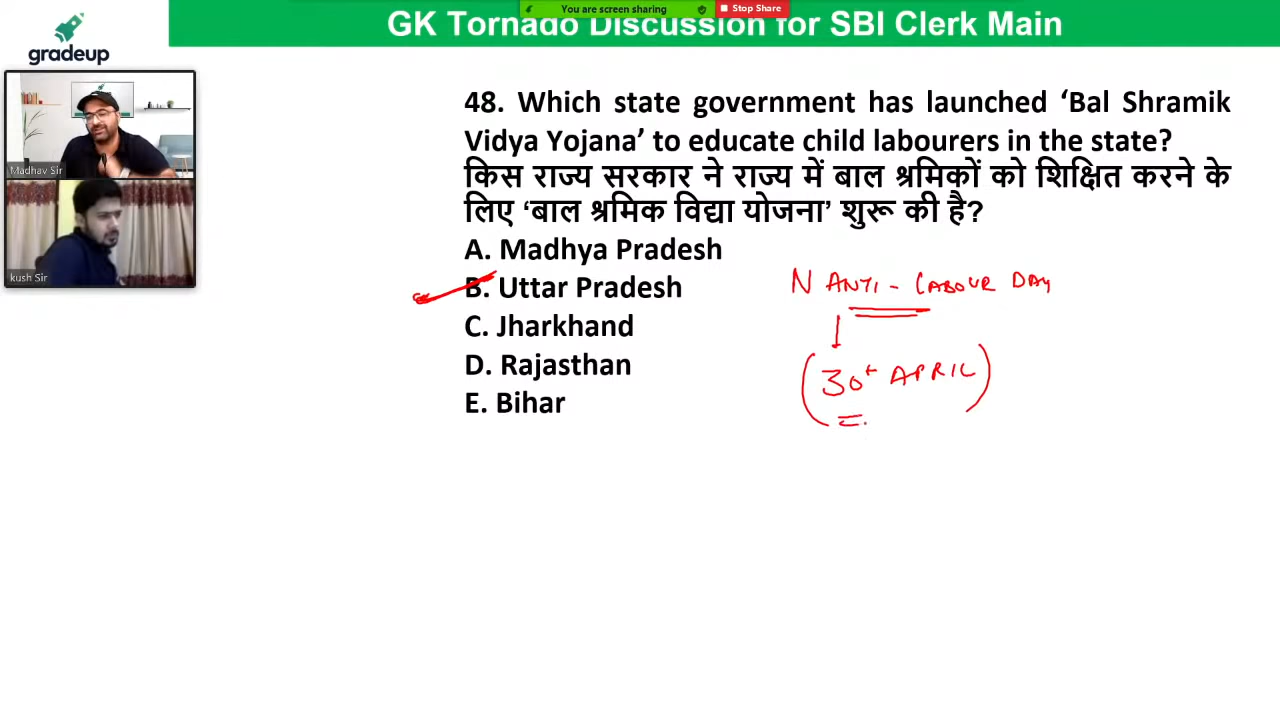 You are screen sharing
Stop Share
GK Tornado Discussion for SBI Clerk Main
gradeup
Madhav Sir
kush Sir
48. Which state government has launched ‘Bal Shramik
Vidya Yojana’ to educate child labourers in the state?
किस राज्य सरकार ने राज्य में बाल श्रमिकों को शिक्षित करने के
लिए ‘बाल श्रमिक विद्या योजना’ शुरू की है?
A. Madhya Pradesh
B. Uttar Pradesh
C. Jharkhand
D. Rajasthan
E. Bihar
N ANTI - LABOUR DAY
(30t APRIL)